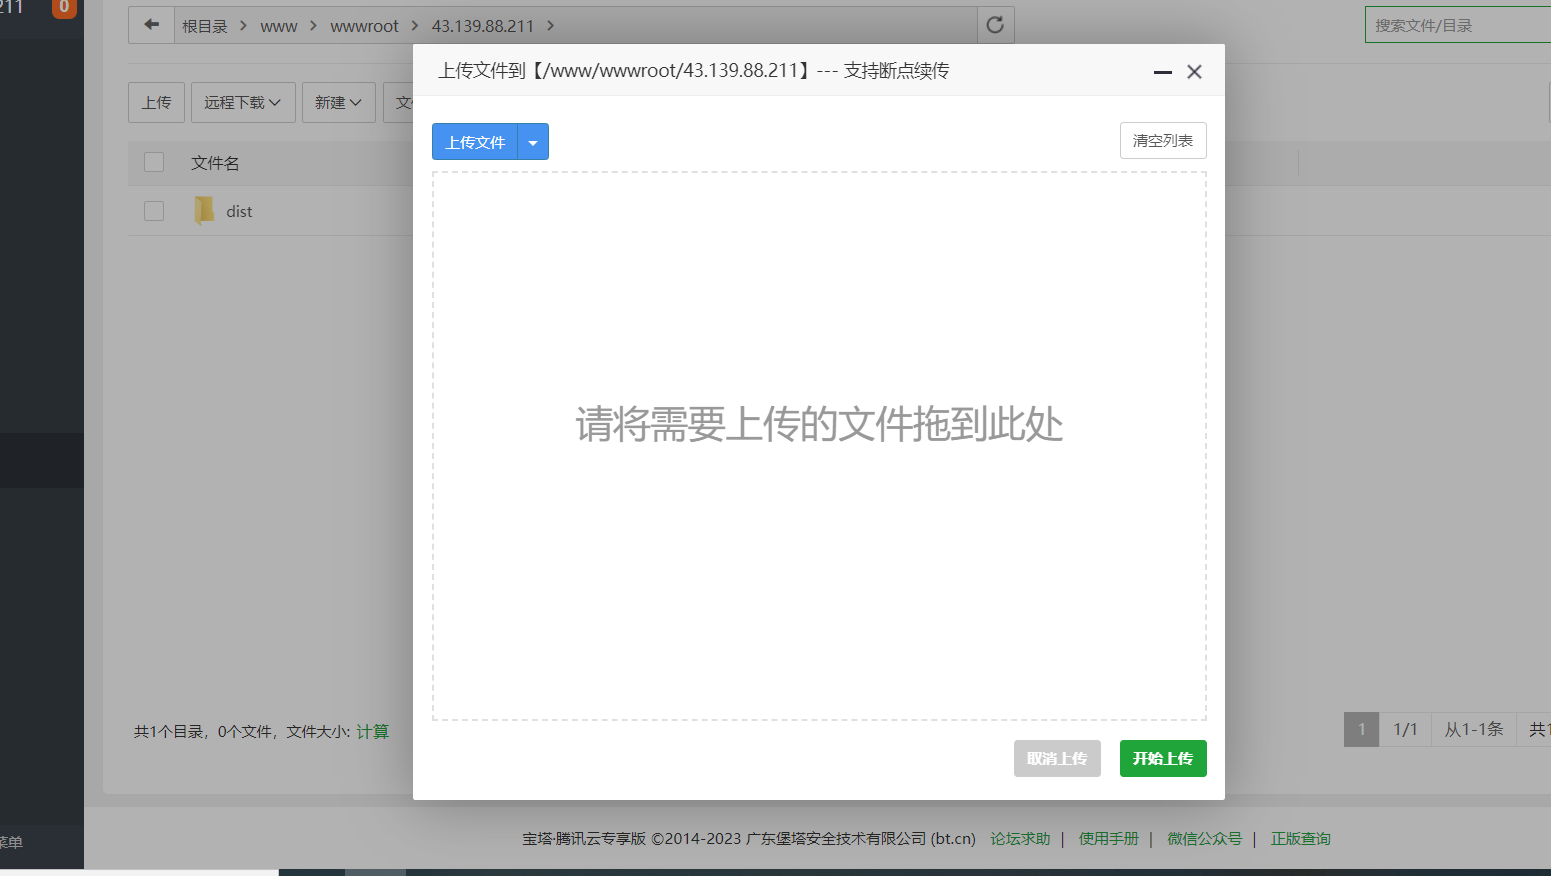 211
0
根目录 > www > wwwroot > 43.139.88.211 >
搜索文件/目录
上传文件到【/www/wwwroot/43.139.88.211】--- 支持断点续传
上传
远程下载
新建
上传文件
清空列表
文件名
dist
请将需要上传的文件拖到此处
共1个目录，0个文件，文件大小: 计算
1
1/1
从1-1条
共1
取消上传
开始上传
宝塔·腾讯云专享版 ©2014-2023 广东堡塔安全技术有限公司 (bt.cn) 论坛求助 | 使用手册 | 微信公众号 | 正版查询
菜单